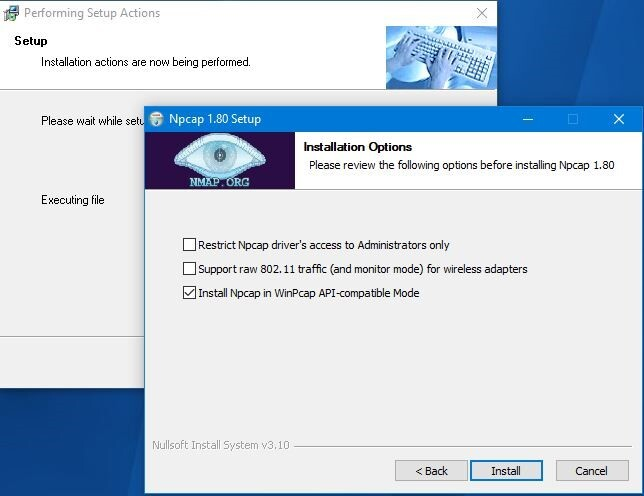 Performing Setup Actions
Setup
Installation actions are now being performed.
Please wait while setu
Executing file
Npcap 1.80 Setup
NMAP.ORG
Installation Options
Please review the following options before installing Npcap 1.80
Restrict Npcap driver's access to Administrators only
Support raw 802.11 traffic (and monitor mode) for wireless adapters
Install Npcap in WinPcap API-compatible Mode
Nullsoft Install System v3.10
< Back Install Cancel